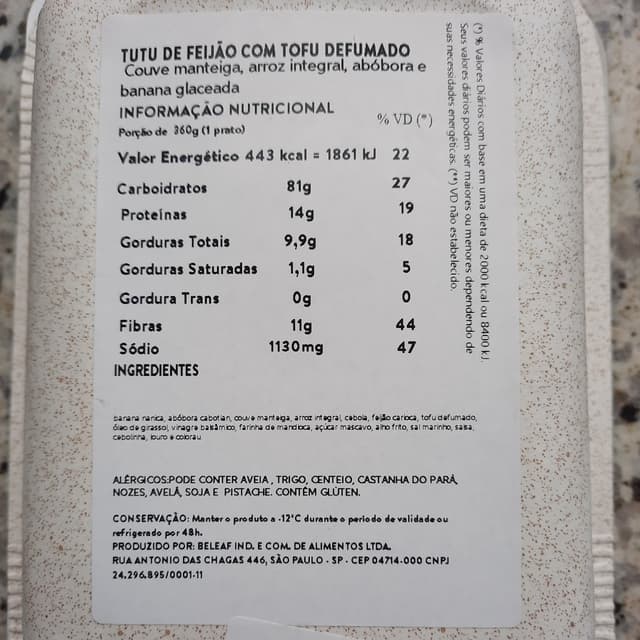 TUTU DE FEIJÃO COM TOFU DEFUMADO
Couve manteiga, arroz integral, abóbora e
banana glaceada
INFORMAÇÃO NUTRICIONAL
Porção de 360g (1 prato) % VD (*)
Valor Energético 443 kcal = 1861 kJ 22
Carboidratos 81g 27
Proteínas 14g 19
Gorduras Totais 9,9g 18
Gorduras Saturadas 1,1g 5
Gordura Trans 0g 0
Fibras 11g 44
Sódio 1130mg 47
INGREDIENTES
banana nanica, abóbora cabotian, couve manteiga, arroz integral, cebola, feijão carioca, tofu defumado,
óleo de girassol, vinagre balsâmico, farinha de mandioca, açúcar mascavo, alho frito, sal marinho, salsa,
cebolinha, louro e colorau
ALÉRGICOS:PODE CONTER AVEIA , TRIGO, CENTEIO, CASTANHA DO PARÁ,
NOZES, AVELÃ, SOJA E PISTACHE. CONTÉM GLÚTEN.
CONSERVAÇÃO: Manter o produto a -12°C durante o periodo de validade ou
refrigerado por 48h.
PRODUZIDO POR: BELEAF IND. E COM. DE ALIMENTOS LTDA.
RUA ANTONIO DAS CHAGAS 446, SÃO PAULO - SP - CEP 04714-000 CNPJ
24.296.895/0001-11
(*) % Valores Diários com base em uma dieta de 2000 kcal ou 8400 kJ.
Seus valores diários podem ser maiores ou menores dependendo de
suas necessidades energéticas. (**) VD não estabelecido.